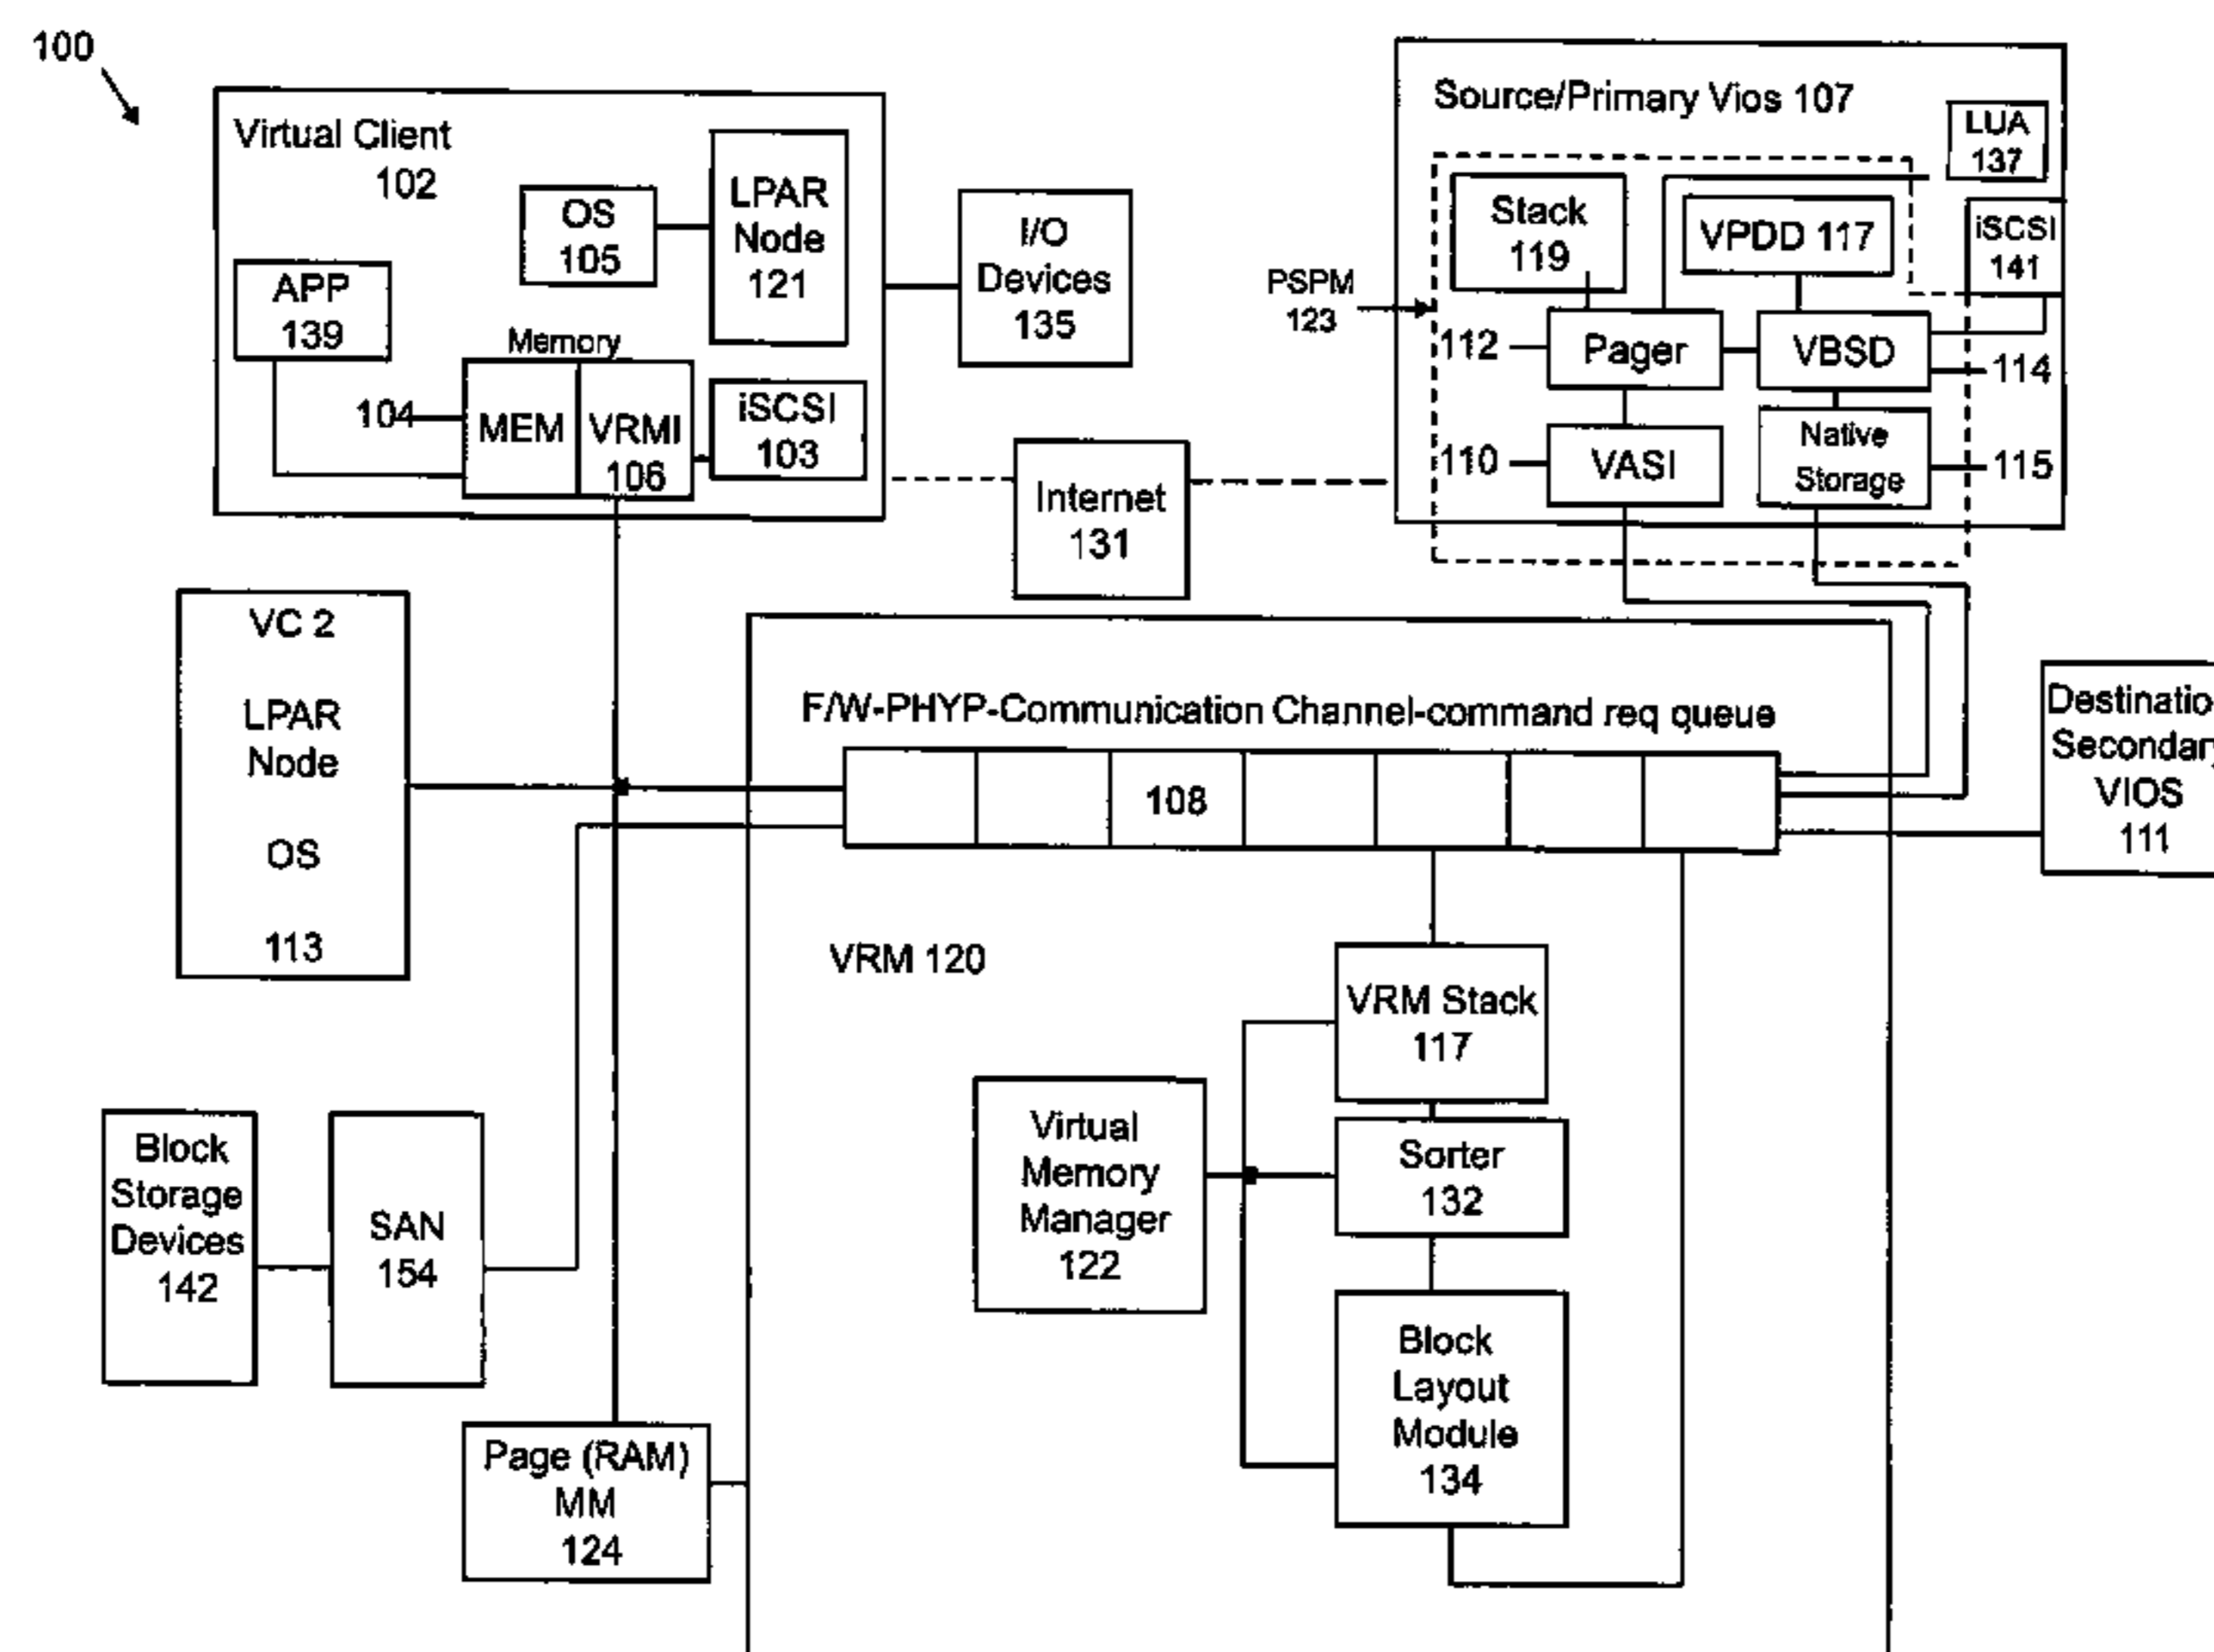 100
Virtual Client
102
OS
105
LPAR
Node
121
APP
139
Memory
104
MEM
VRMI
106
iSCSI
103
I/O
Devices
135
Internet
131
Source/Primary Vios 107
LUA
137
Stack
119
VPDD 117
iSCSI
141
PSPM
123
112
Pager
VBSD
114
110
VASI
Native
Storage
115
VC 2
LPAR
Node
OS
113
F/W-PHYP-Communication Channel-command req queue
108
Destinatio
Secondary
VIOS
111
VRM 120
VRM Stack
117
Virtual
Memory
Manager
122
Sorter
132
Block
Layout
Module
134
Block
Storage
Devices
142
SAN
154
Page (RAM)
MM
124